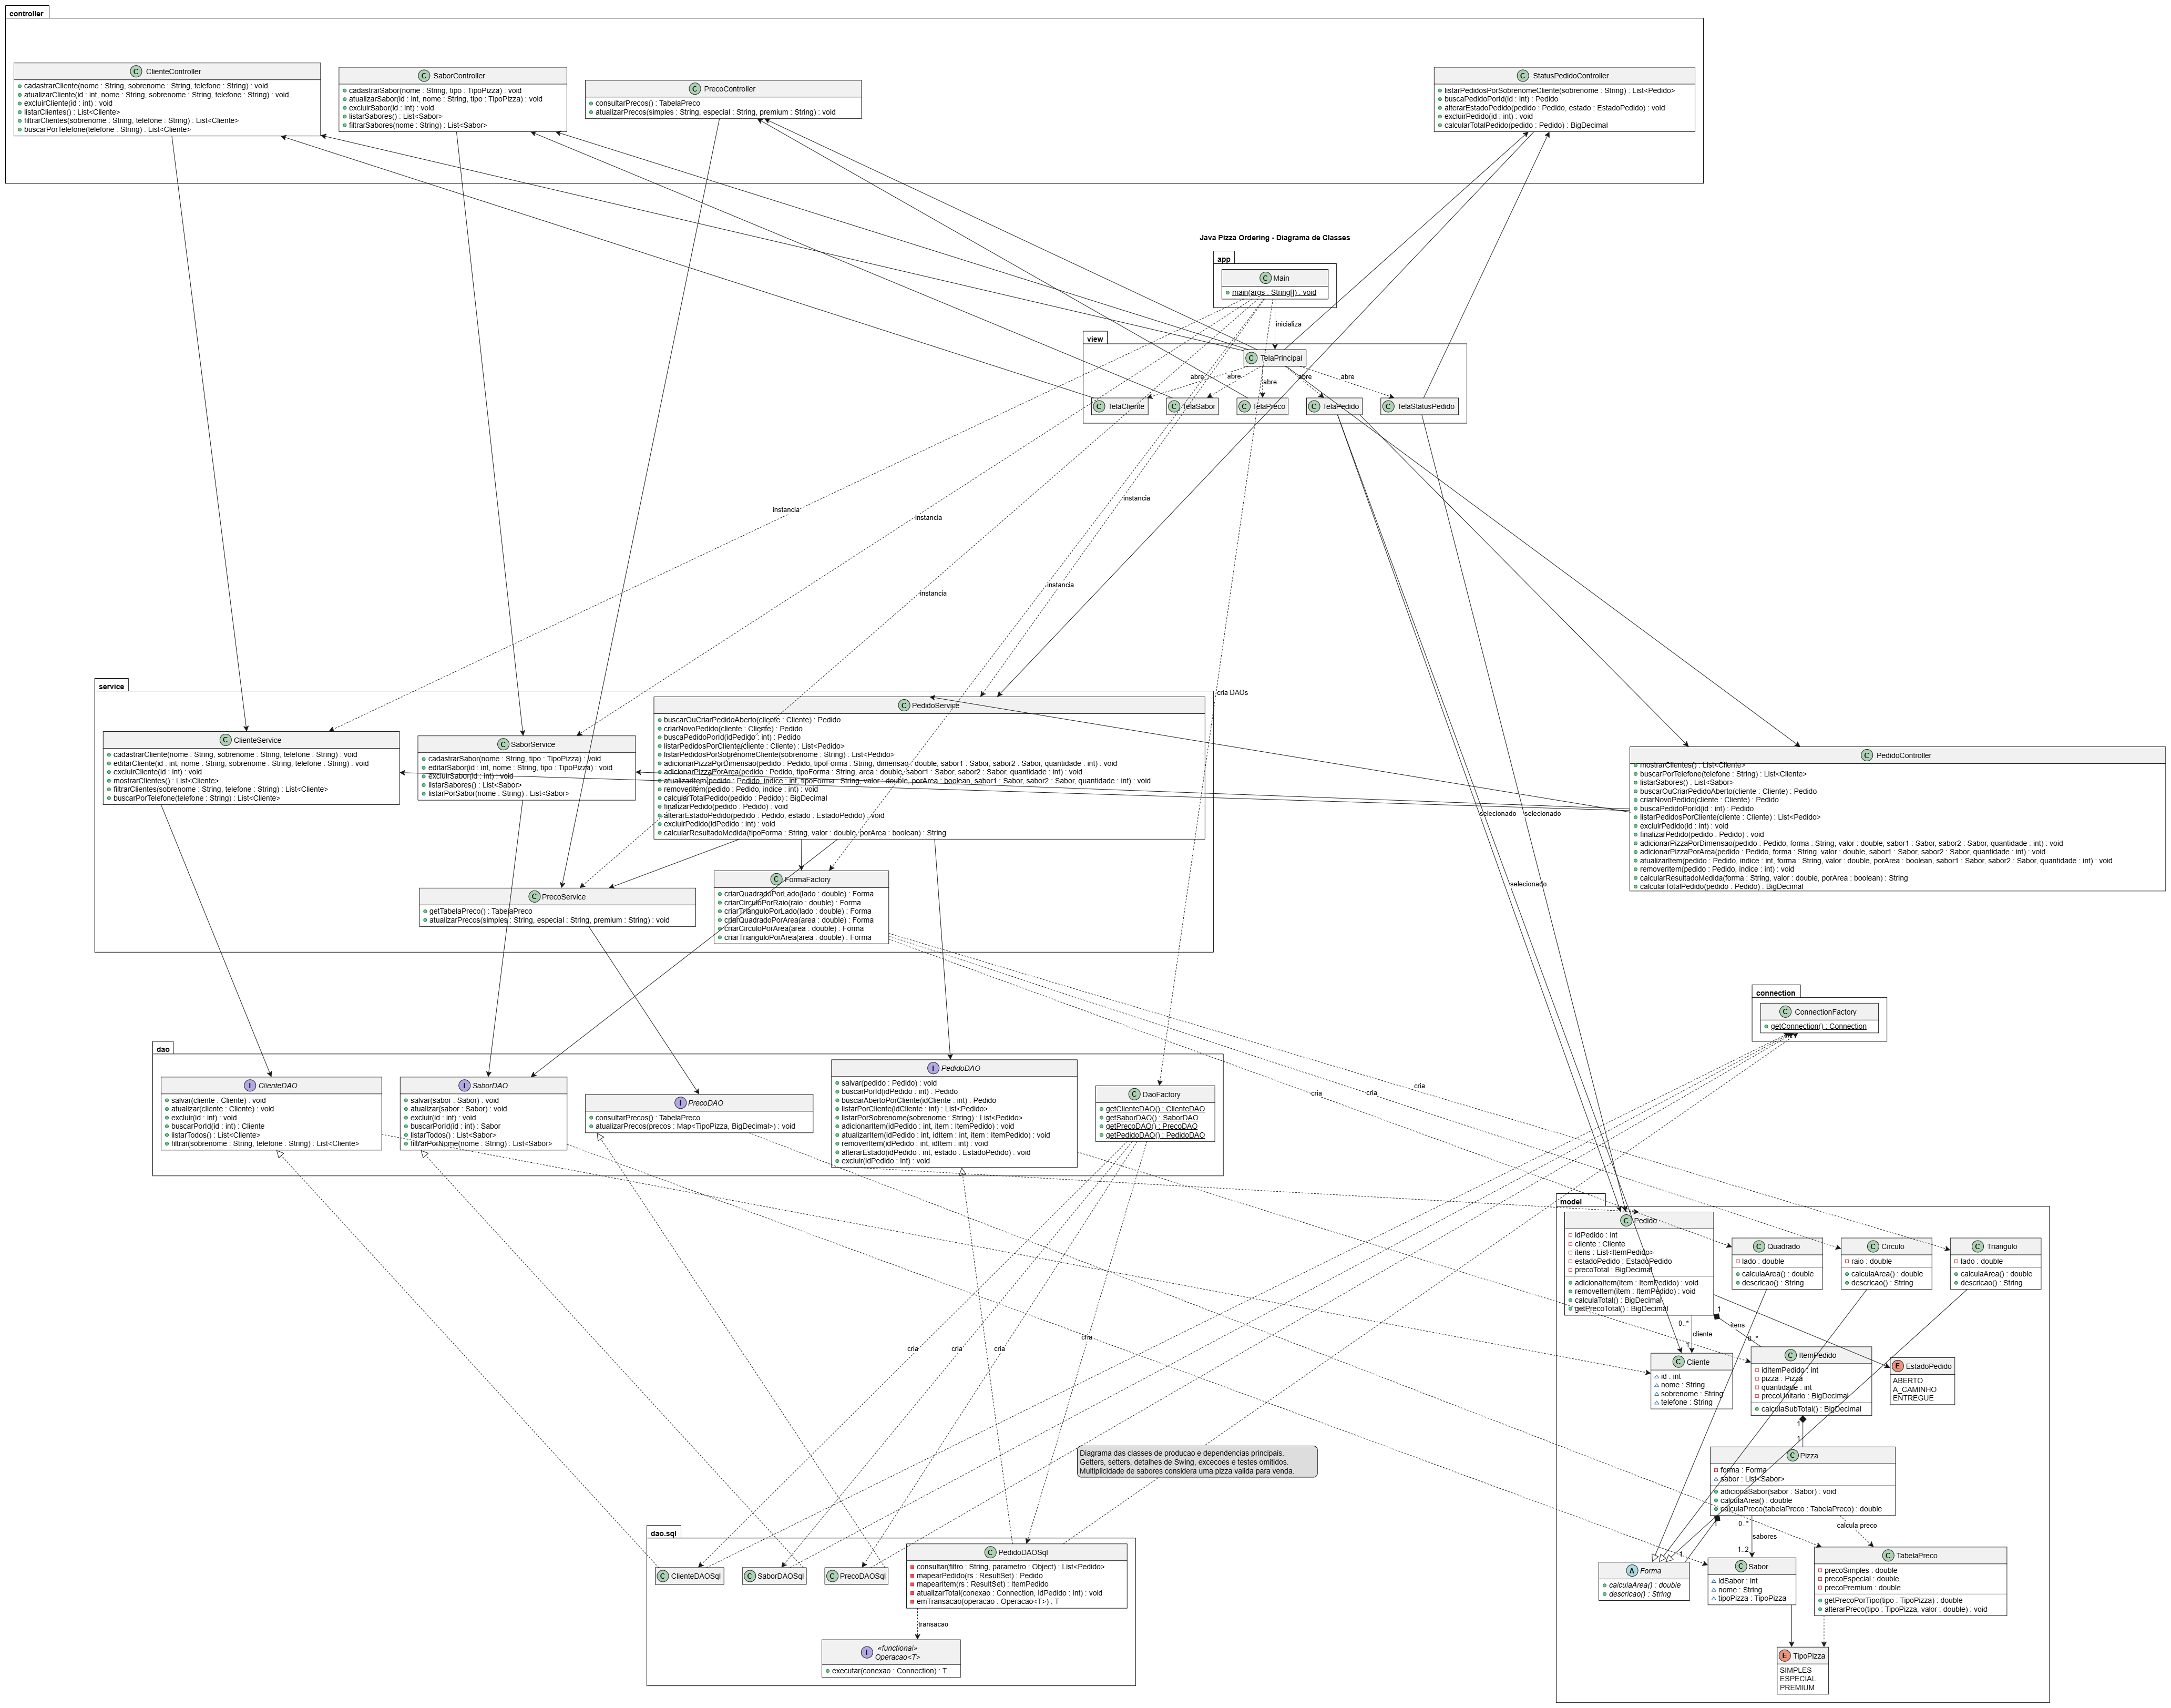 controller
C ClienteController
cadastrarCliente(nome : String, sobrenome : String, telefone : String) : void
atualizarCliente(id : int, nome : String, sobrenome : String, telefone : String) : void
excluirCliente(id : int) : void
listarClientes() : List<Cliente>
filtrarClientes(sobrenome : String, telefone : String) : List<Cliente>
buscarPorTelefone(telefone : String) : List<Cliente>
C SaborController
cadastrarSabor(nome : String, tipo : TipoPizza) : void
atualizarSabor(id : int, nome : String, tipo : TipoPizza) : void
excluirSabor(id : int) : void
listarSabores() : List<Sabor>
filtrarSabores(nome : String) : List<Sabor>
C PrecoController
consultarPrecos() : TabelaPreco
atualizarPrecos(simples : String, especial : String, premium : String) : void
C StatusPedidoController
listarPedidosPorSobrenomeCliente(sobrenome : String) : List<Pedido>
buscaPedidoPorId(id : int) : Pedido
alterarEstadoPedido(pedido : Pedido, estado : EstadoPedido) : void
excluirPedido(id : int) : void
calcularTotalPedido(pedido : Pedido) : BigDecimal
Java Pizza Ordering - Diagrama de Classes
app
C Main
main(args : String[]) : void
inicializa
view
C TelaPrincipal
abre
abre
abre
abre
abre
C TelaCliente
C TelaSabor
C TelaPreco
C TelaPedido
C TelaStatusPedido
instancia
instancia
instancia
instancia
instancia
cria DAOs
service
C ClienteService
cadastrarCliente(nome : String, sobrenome : String, telefone : String) : void
editarCliente(id : int, nome : String, sobrenome : String, telefone : String) : void
excluirCliente(id : int) : void
mostrarClientes() : List<Cliente>
filtrarClientes(sobrenome : String, telefone : String) : List<Cliente>
buscarPorTelefone(telefone : String) : List<Cliente>
C SaborService
cadastrarSabor(nome : String, tipo : TipoPizza) : void
editarSabor(id : int, nome : String, tipo : TipoPizza) : void
excluirSabor(id : int) : void
listarSabores() : List<Sabor>
listarPorSabor(nome : String) : List<Sabor>
C PedidoService
buscarOuCriarPedidoAberto(cliente : Cliente) : Pedido
criarNovoPedido(cliente : Cliente) : Pedido
buscaPedidoPorId(idPedido : int) : Pedido
listarPedidosPorCliente(cliente : Cliente) : List<Pedido>
listarPedidosPorSobrenomeCliente(sobrenome : String) : List<Pedido>
adicionarPizzaPorDimensao(pedido : Pedido, tipoForma : String, dimensao : double, sabor1 : Sabor, sabor2 : Sabor, quantidade : int) : void
adicionarPizzaPorArea(pedido : Pedido, tipoForma : String, area : double, sabor1 : Sabor, sabor2 : Sabor, quantidade : int) : void
atualizarItem(pedido : Pedido, indice : int, tipoForma : String, valor : double, porArea : boolean, sabor1 : Sabor, sabor2 : Sabor, quantidade : int) : void
removerItem(pedido : Pedido, indice : int) : void
calcularTotalPedido(pedido : Pedido) : BigDecimal
finalizarPedido(pedido : Pedido) : void
alterarEstadoPedido(pedido : Pedido, estado : EstadoPedido) : void
excluirPedido(idPedido : int) : void
calcularResultadoMedida(tipoForma : String, valor : double, porArea : boolean) : String
C PrecoService
getTabelaPreco() : TabelaPreco
atualizarPrecos(simples : String, especial : String, premium : String) : void
C FormaFactory
criarQuadradoPorLado(lado : double) : Forma
criarCirculoPorRaio(raio : double) : Forma
criarTrianguloPorLado(lado : double) : Forma
criarQuadradoPorArea(area : double) : Forma
criarCirculoPorArea(area : double) : Forma
criarTrianguloPorArea(area : double) : Forma
C PedidoController
mostrarClientes() : List<Cliente>
buscarPorTelefone(telefone : String) : List<Cliente>
listarSabores() : List<Sabor>
buscarOuCriarPedidoAberto(cliente : Cliente) : Pedido
criarNovoPedido(cliente : Cliente) : Pedido
buscaPedidoPorId(id : int) : Pedido
listarPedidosPorCliente(cliente : Cliente) : List<Pedido>
excluirPedido(id : int) : void
finalizarPedido(pedido : Pedido) : void
adicionarPizzaPorDimensao(pedido : Pedido, forma : String, valor : double, sabor1 : Sabor, sabor2 : Sabor, quantidade : int) : void
adicionarPizzaPorArea(pedido : Pedido, forma : String, valor : double, sabor1 : Sabor, sabor2 : Sabor, quantidade : int) : void
atualizarItem(pedido : Pedido, indice : int, forma : String, valor : double, porArea : boolean, sabor1 : Sabor, sabor2 : Sabor, quantidade : int) : void
removerItem(pedido : Pedido, indice : int) : void
calcularResultadoMedida(forma : String, valor : double, porArea : boolean) : String
calcularTotalPedido(pedido : Pedido) : BigDecimal
selecionado
selecionado
selecionado
connection
C ConnectionFactory
getConnection() : Connection
dao
I ClienteDAO
salvar(cliente : Cliente) : void
atualizar(cliente : Cliente) : void
excluir(id : int) : void
buscarPorId(id : int) : Cliente
listarTodos() : List<Cliente>
filtrar(sobrenome : String, telefone : String) : List<Cliente>
I SaborDAO
salvar(sabor : Sabor) : void
atualizar(sabor : Sabor) : void
excluir(id : int) : void
buscarPorId(id : int) : Sabor
listarTodos() : List<Sabor>
filtrarPorNome(nome : String) : List<Sabor>
I PrecoDAO
consultarPrecos() : TabelaPreco
atualizarPrecos(precos : Map<TipoPizza, BigDecimal>) : void
I PedidoDAO
salvar(pedido : Pedido) : void
buscarPorId(idPedido : int) : Pedido
buscarAbertoPorCliente(idCliente : int) : Pedido
listarPorCliente(idCliente : int) : List<Pedido>
listarPorSobrenome(sobrenome : String) : List<Pedido>
adicionarItem(idPedido : int, item : ItemPedido) : void
atualizarItem(idPedido : int, idItem : int, item : ItemPedido) : void
removerItem(idPedido : int, idItem : int) : void
alterarEstado(idPedido : int, estado : EstadoPedido) : void
excluir(idPedido : int) : void
C DaoFactory
getClienteDAO() : ClienteDAO
getSaborDAO() : SaborDAO
getPrecoDAO() : PrecoDAO
getPedidoDAO() : PedidoDAO
cria
cria
cria
cria
cria
cria
cria
model
C Pedido
idPedido : int
cliente : Cliente
itens : List<ItemPedido>
estadoPedido : EstadoPedido
precoTotal : BigDecimal
adicionaItem(item : ItemPedido) : void
removeItem(item : ItemPedido) : void
calculaTotal() : BigDecimal
getPrecoTotal() : BigDecimal
C Quadrado
lado : double
calculaArea() : double
descricao() : String
C Circulo
raio : double
calculaArea() : double
descricao() : String
C Triangulo
lado : double
calculaArea() : double
descricao() : String
1
itens
0..*
0..*
cliente
1
C Cliente
~ id : int
~ nome : String
~ sobrenome : String
~ telefone : String
C ItemPedido
idItemPedido : int
pizza : Pizza
quantidade : int
precoUnitario : BigDecimal
calculaSubTotal() : BigDecimal
E EstadoPedido
ABERTO
A_CAMINHO
ENTREGUE
1
1
C Pizza
forma : Forma
~ sabor : List<Sabor>
adicionaSabor(sabor : Sabor) : void
calculaArea() : double
calculaPreco(tabelaPreco : TabelaPreco) : double
1
1
0..*
sabores
1..2
calcula preco
Diagrama das classes de producao e dependencias principais.
Getters, setters, detalhes de Swing, excecoes e testes omitidos.
Multiplicidade de sabores considera uma pizza valida para venda.
A Forma
calculaArea() : double
descricao() : String
C Sabor
~ idSabor : int
~ nome : String
~ tipoPizza : TipoPizza
C TabelaPreco
precoSimples : double
precoEspecial : double
precoPremium : double
getPrecoPorTipo(tipo : TipoPizza) : double
alterarPreco(tipo : TipoPizza, valor : double) : void
E TipoPizza
SIMPLES
ESPECIAL
PREMIUM
dao.sql
C ClienteDAOSql
C SaborDAOSql
C PrecoDAOSql
C PedidoDAOSql
consultar(filtro : String, parametro : Object) : List<Pedido>
mapearPedido(rs : ResultSet) : Pedido
mapearItem(rs : ResultSet) : ItemPedido
atualizarTotal(conexao : Connection, idPedido : int) : void
emTransacao(operacao : Operacao<T>) : T
transacao
I «functional»
Operacao<T>
executar(conexao : Connection) : T